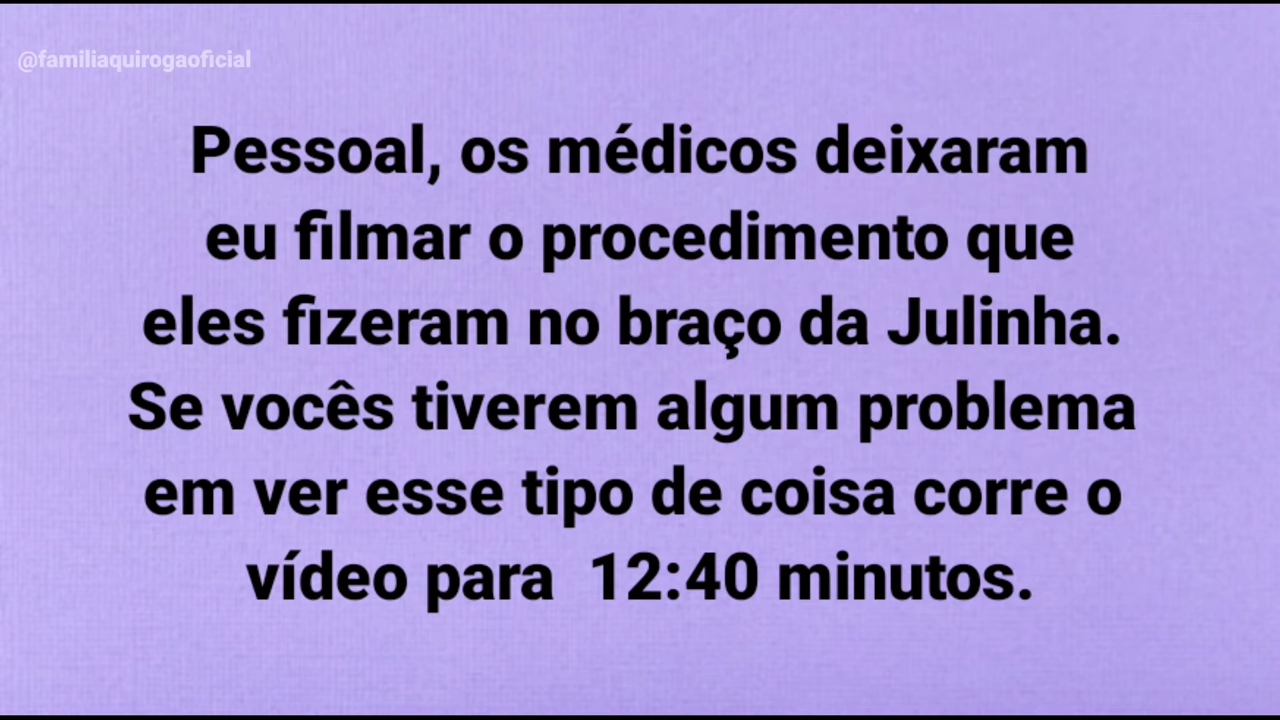 @familiaquirogaoficial
Pessoal, os médicos deixaram
eu filmar o procedimento que
eles fizeram no braço da Julinha.
Se vocês tiverem algum problema
em ver esse tipo de coisa corre o
vídeo para 12:40 minutos.